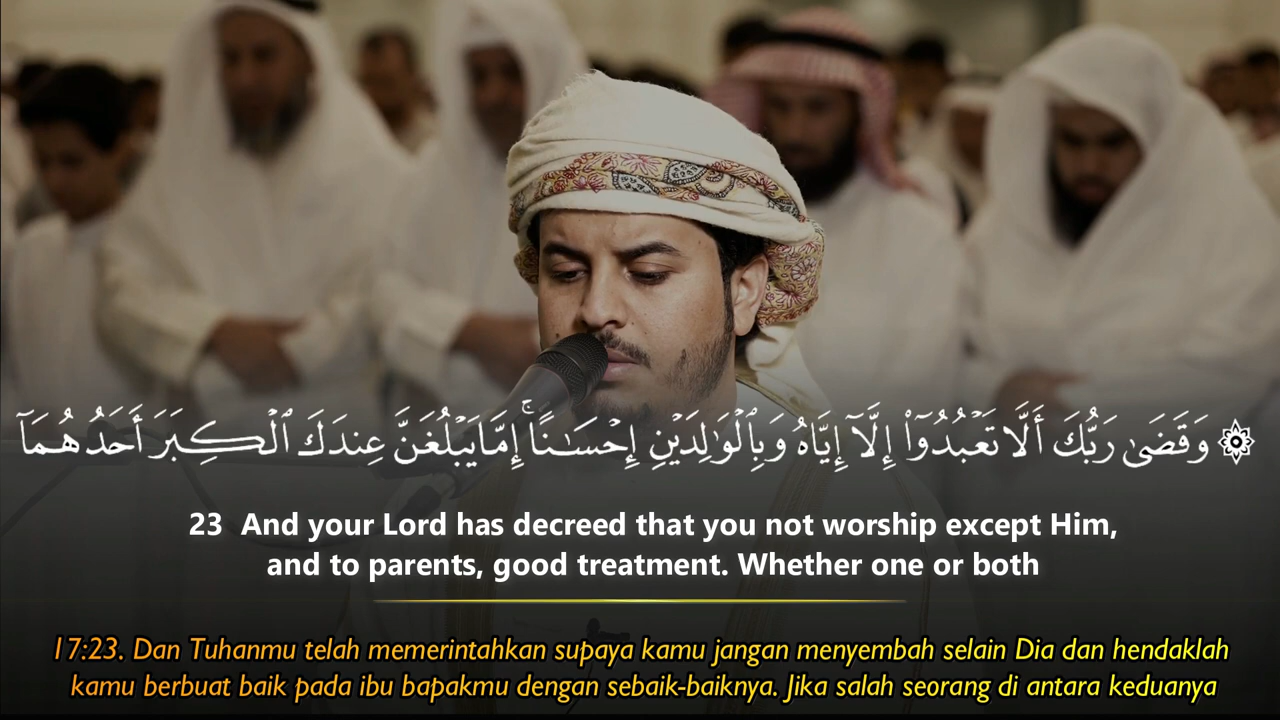 ۞ وَقَضَىٰ رَبُّكَ أَلَّا تَعْبُدُوٓا۟ إِلَّآ إِيَّاهُ وَبِٱلْوَٰلِدَيْنِ إِحْسَـٰنًا ۚ إِمَّا يَبْلُغَنَّ عِندَكَ ٱلْكِبَرَ أَحَدُهُمَآ
23 And your Lord has decreed that you not worship except Him,
and to parents, good treatment. Whether one or both
17:23. Dan Tuhanmu telah memerintahkan supaya kamu jangan menyembah selain Dia dan hendaklah
kamu berbuat baik pada ibu bapakmu dengan sebaik-baiknya. Jika salah seorang di antara keduanya